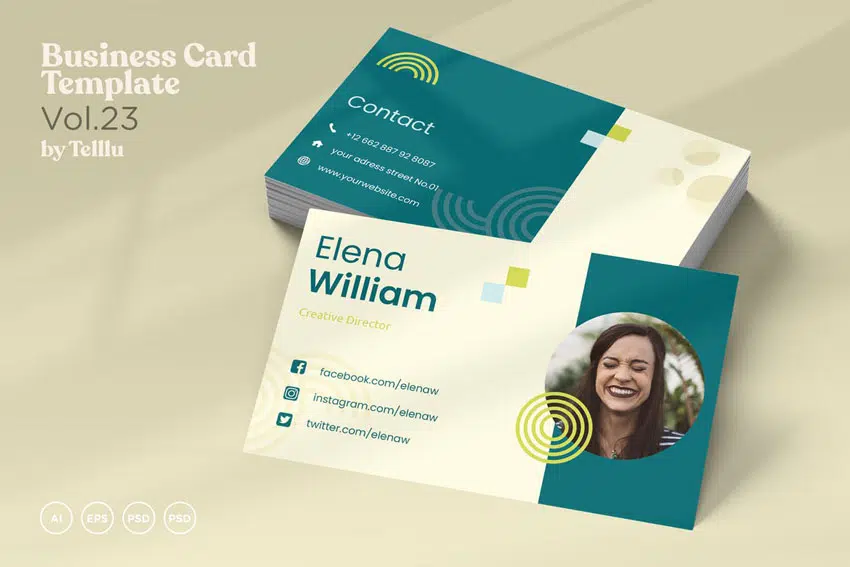 Business Card
Template
Vol.23
by Telllu
Contact
+12 662 887 92 8087
your adress street No.01
www.yourwebsite.com
Elena
William
Creative Director
facebook.com/elenaw
instagram.com/elenaw
twitter.com/elenaw
AI
EPS
PSD
PSD